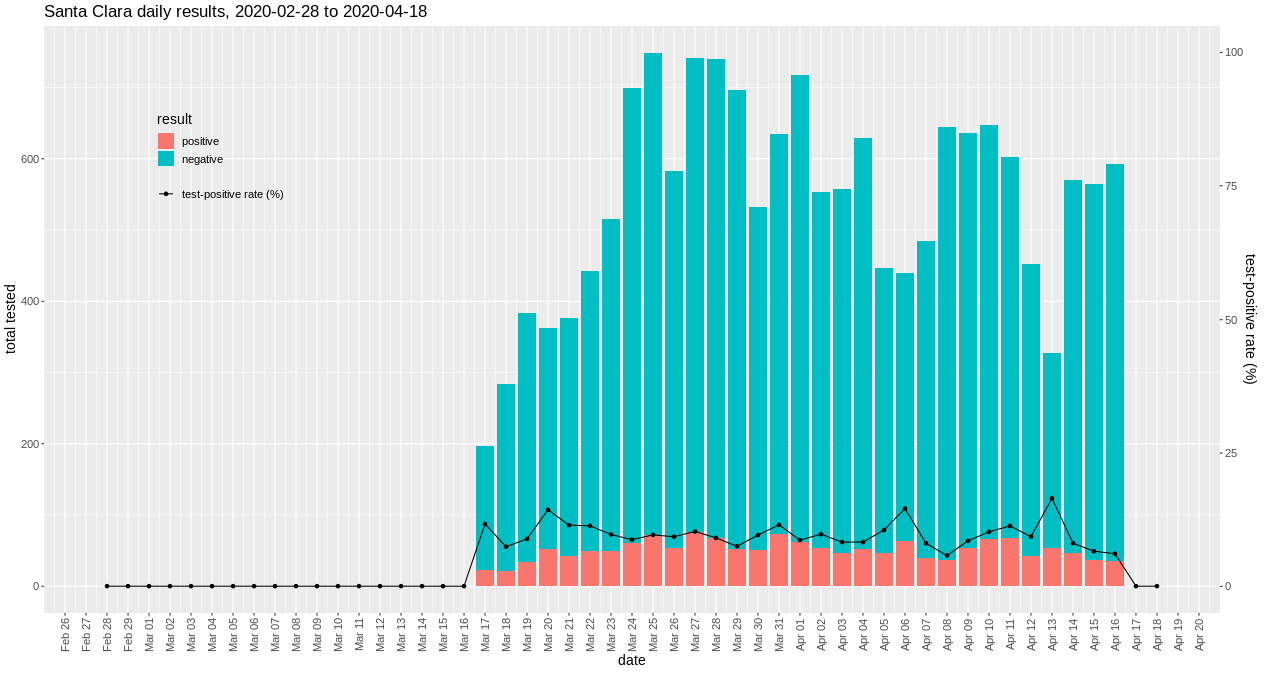 Santa Clara daily results, 2020-02-28 to 2020-04-18
result
positive
negative
test-positive rate (%)
total tested
600
400
200
0
100
75
50
25
0
test-positive rate (%)
Feb 26
Feb 27
Feb 28
Feb 29
Mar 01
Mar 02
Mar 03
Mar 04
Mar 05
Mar 06
Mar 07
Mar 08
Mar 09
Mar 10
Mar 11
Mar 12
Mar 13
Mar 14
Mar 15
Mar 16
Mar 17
Mar 18
Mar 19
Mar 20
Mar 21
Mar 22
Mar 23
Mar 24
Mar 25
Mar 26
Mar 27
Mar 28
Mar 29
Mar 30
Mar 31
Apr 01
Apr 02
Apr 03
Apr 04
Apr 05
Apr 06
Apr 07
Apr 08
Apr 09
Apr 10
Apr 11
Apr 12
Apr 13
Apr 14
Apr 15
Apr 16
Apr 17
Apr 18
Apr 19
Apr 20
date